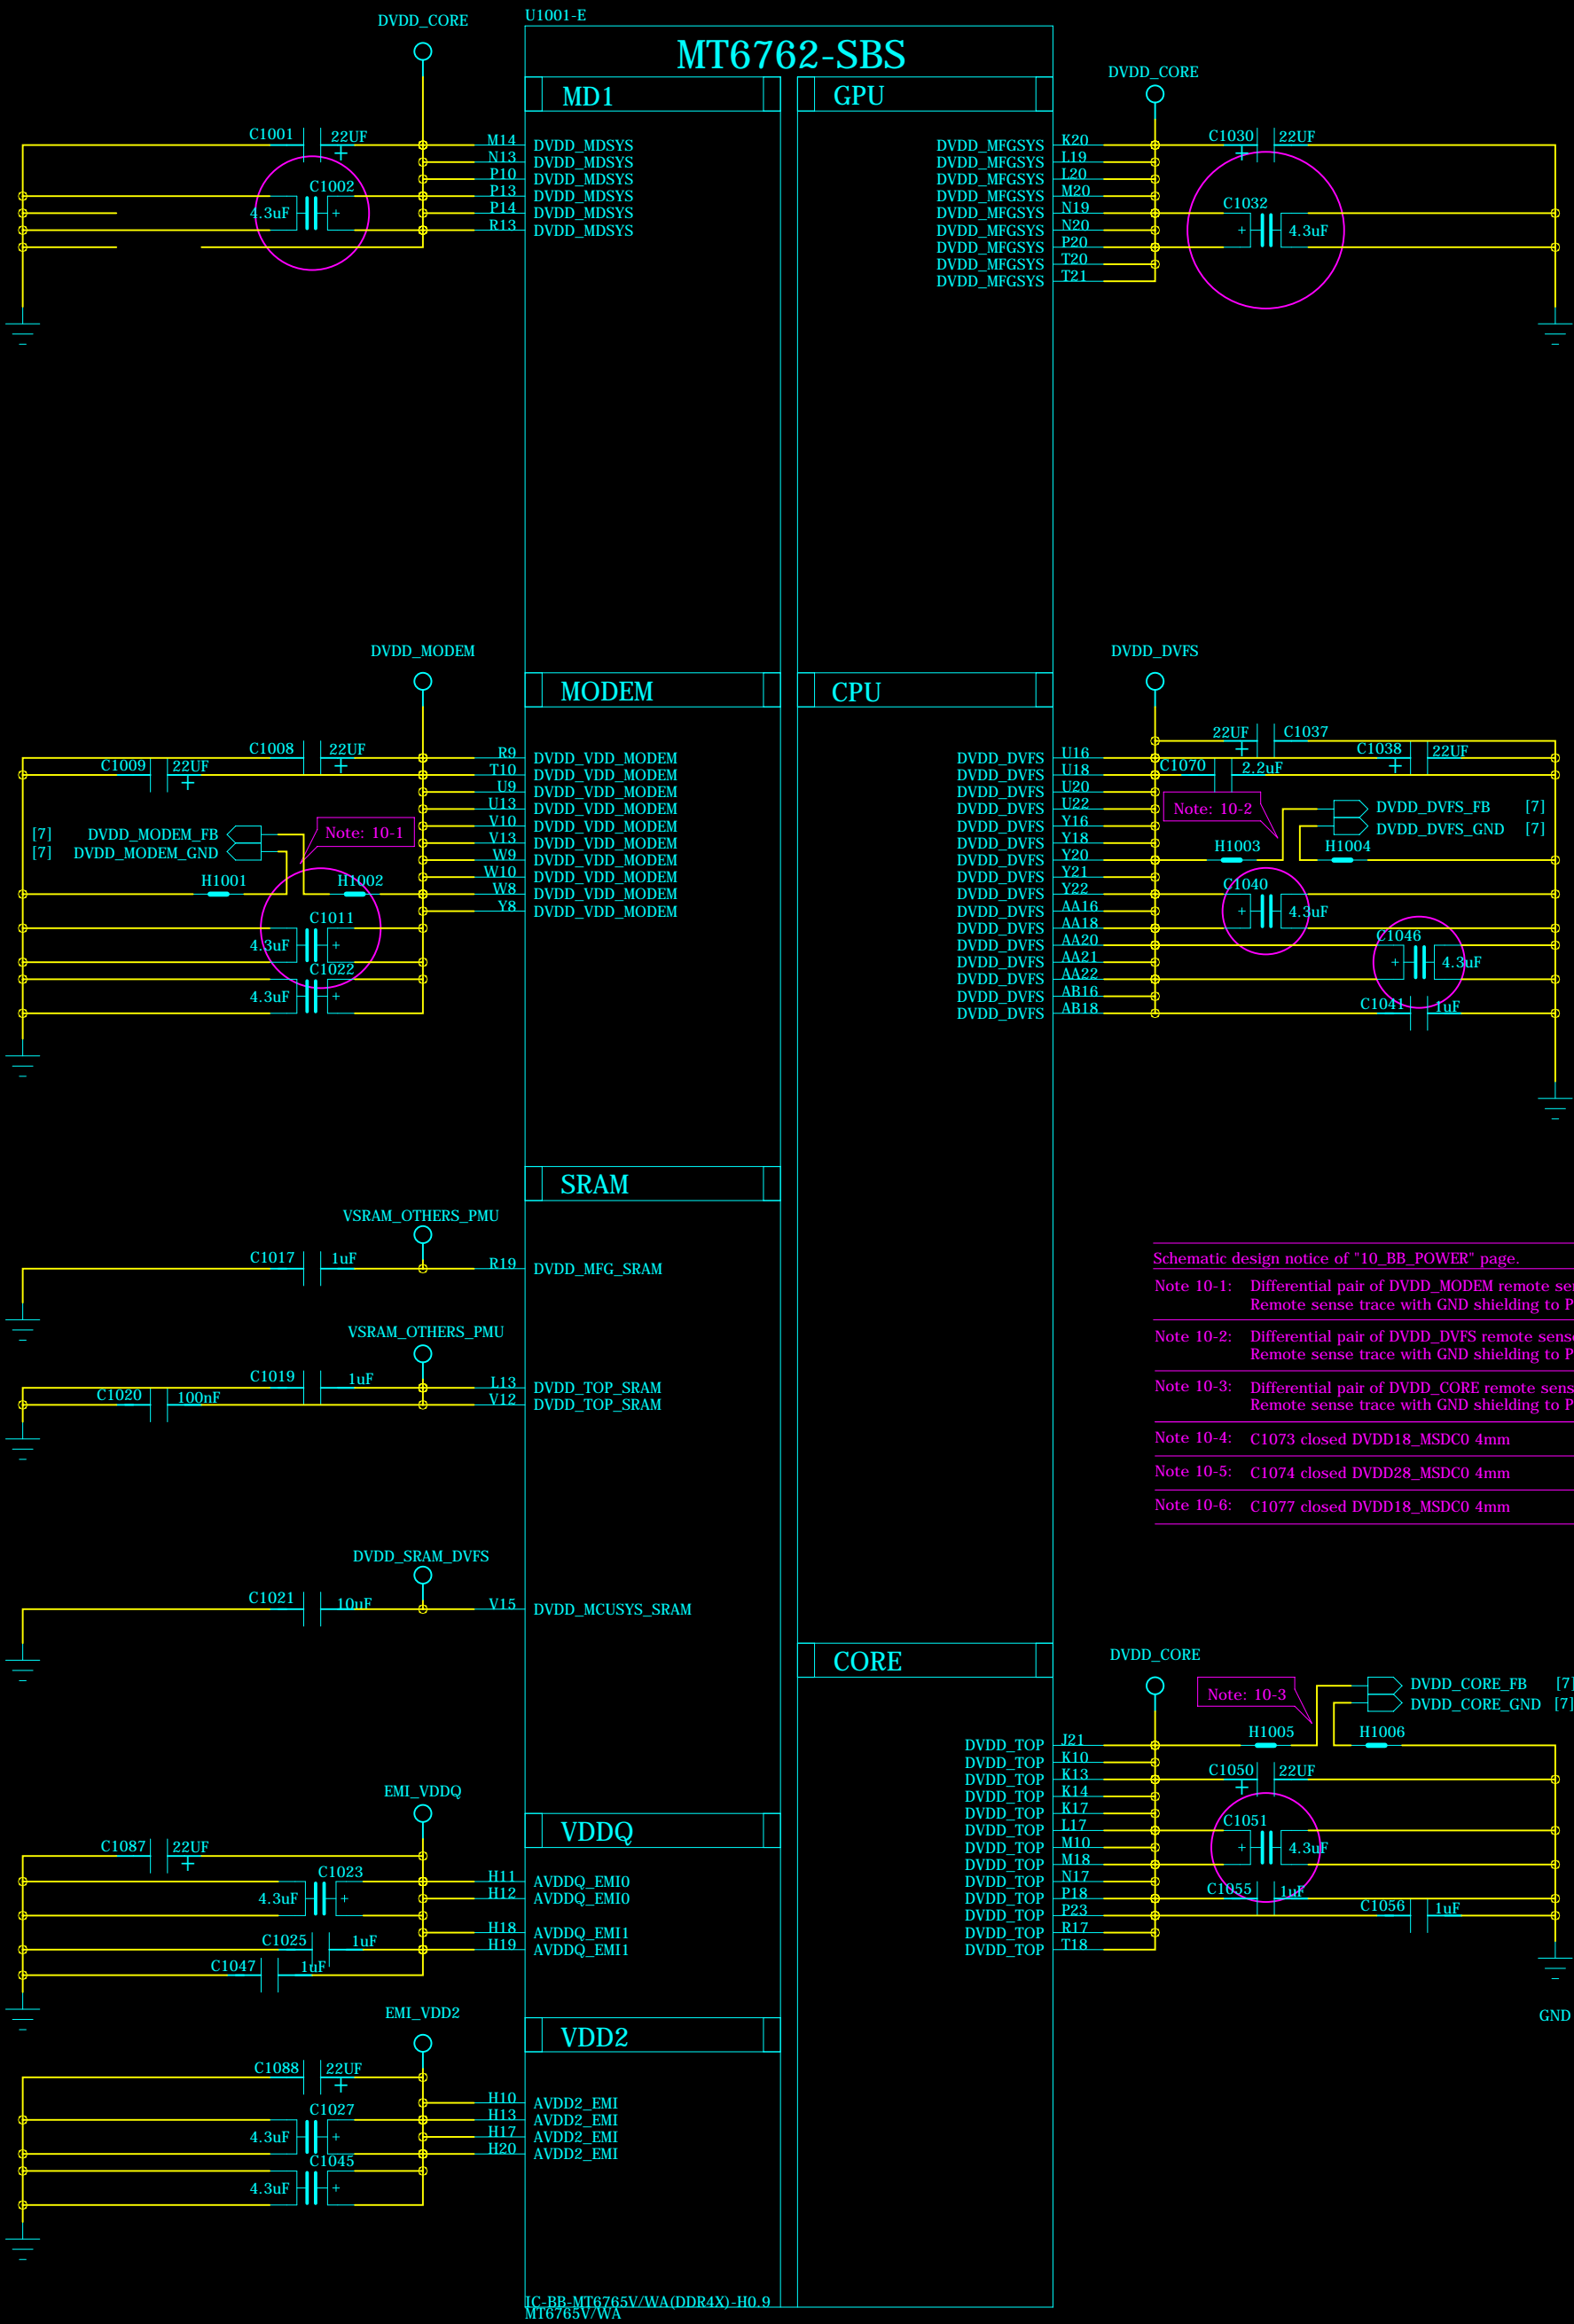 U1001-E
MT6762-SBS
DVDD_CORE
MD1
C1001 22UF
C1002
4.3uF +
M14 DVDD_MDSYS
N13 DVDD_MDSYS
P10 DVDD_MDSYS
P13 DVDD_MDSYS
P14 DVDD_MDSYS
R13 DVDD_MDSYS
GPU
DVDD_CORE
DVDD_MFGSYS K20
DVDD_MFGSYS L19
DVDD_MFGSYS L20
DVDD_MFGSYS M20
DVDD_MFGSYS N19
DVDD_MFGSYS N20
DVDD_MFGSYS P20
DVDD_MFGSYS T20
DVDD_MFGSYS T21
C1030 22UF
C1032
+ 4.3uF
DVDD_MODEM
MODEM
C1008 22UF
C1009 22UF
[7] DVDD_MODEM_FB
[7] DVDD_MODEM_GND
Note: 10-1
H1001 H1002
C1011
4.3uF +
C1022
4.3uF +
R9 DVDD_VDD_MODEM
T10 DVDD_VDD_MODEM
U9 DVDD_VDD_MODEM
U13 DVDD_VDD_MODEM
V10 DVDD_VDD_MODEM
V13 DVDD_VDD_MODEM
W9 DVDD_VDD_MODEM
W10 DVDD_VDD_MODEM
W8 DVDD_VDD_MODEM
Y8 DVDD_VDD_MODEM
CPU
DVDD_DVFS
DVDD_DVFS U16
DVDD_DVFS U18
DVDD_DVFS U20
DVDD_DVFS U22
DVDD_DVFS Y16
DVDD_DVFS Y18
DVDD_DVFS Y20
DVDD_DVFS Y21
DVDD_DVFS Y22
DVDD_DVFS AA16
DVDD_DVFS AA18
DVDD_DVFS AA20
DVDD_DVFS AA21
DVDD_DVFS AA22
DVDD_DVFS AB16
DVDD_DVFS AB18
22UF C1037
C1038 22UF
C1070 2.2uF
Note: 10-2
DVDD_DVFS_FB [7]
DVDD_DVFS_GND [7]
H1003 H1004
C1040
+ 4.3uF
C1046
+ 4.3uF
C1041 1uF
SRAM
VSRAM_OTHERS_PMU
C1017 1uF
R19 DVDD_MFG_SRAM
VSRAM_OTHERS_PMU
C1019 1uF
C1020 100nF
L13 DVDD_TOP_SRAM
V12 DVDD_TOP_SRAM
DVDD_SRAM_DVFS
C1021 10uF
V15 DVDD_MCUSYS_SRAM
Schematic design notice of "10_BB_POWER" page.
Note 10-1: Differential pair of DVDD_MODEM remote
Remote sense trace with GND shielding to
Note 10-2: Differential pair of DVDD_DVFS remote
Remote sense trace with GND shielding to
Note 10-3: Differential pair of DVDD_CORE remote
Remote sense trace with GND shielding to
Note 10-4: C1073 closed DVDD18_MSDC0 4mm
Note 10-5: C1074 closed DVDD28_MSDC0 4mm
Note 10-6: C1077 closed DVDD18_MSDC0 4mm
CORE
DVDD_CORE
Note: 10-3
DVDD_CORE_FB [7]
DVDD_CORE_GND [7]
H1005 H1006
DVDD_TOP J21
DVDD_TOP K10
DVDD_TOP K13
DVDD_TOP K14
DVDD_TOP K17
DVDD_TOP L17
DVDD_TOP M10
DVDD_TOP M18
DVDD_TOP N17
DVDD_TOP P18
DVDD_TOP P23
DVDD_TOP R17
DVDD_TOP T18
C1050 22UF
C1051
+ 4.3uF
C1055 1uF
C1056 1uF
GND
EMI_VDDQ
VDDQ
C1087 22UF
C1023
4.3uF +
C1025 1uF
C1047 1uF
H11 AVDDQ_EMI0
H12 AVDDQ_EMI0
H18 AVDDQ_EMI1
H19 AVDDQ_EMI1
EMI_VDD2
VDD2
C1088 22UF
C1027
4.3uF +
C1045
4.3uF +
H10 AVDD2_EMI
H13 AVDD2_EMI
H17 AVDD2_EMI
H20 AVDD2_EMI
IC-BB-MT6765V/WA(DDR4X)-H0.9
MT6765V/WA